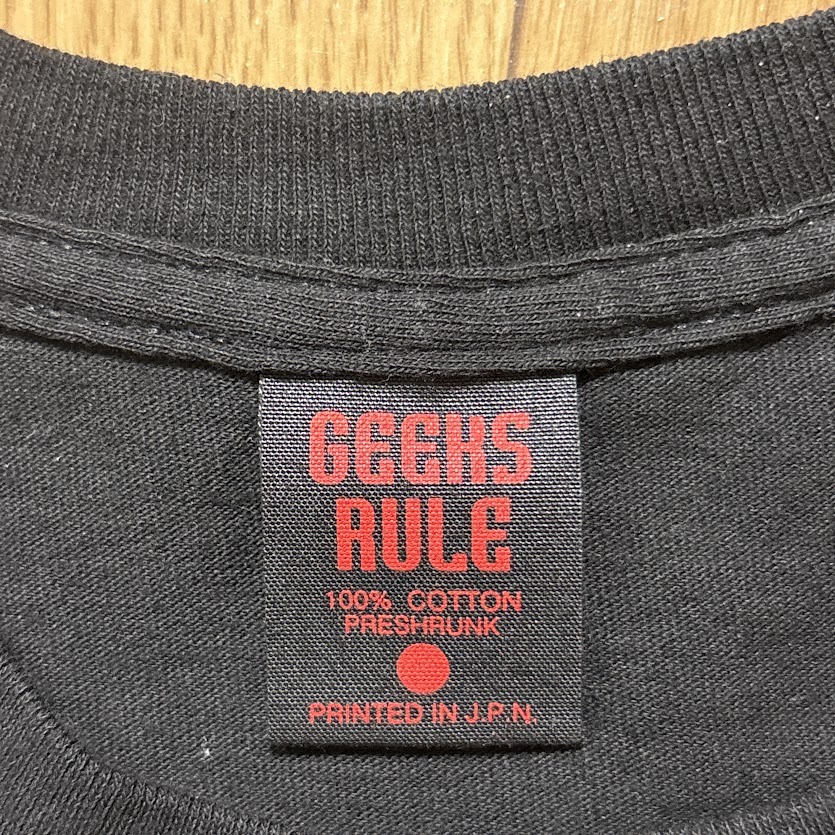 GEEKS
RULE
100% COTTON
PRESHRUNK
PRINTED IN J.P.N.